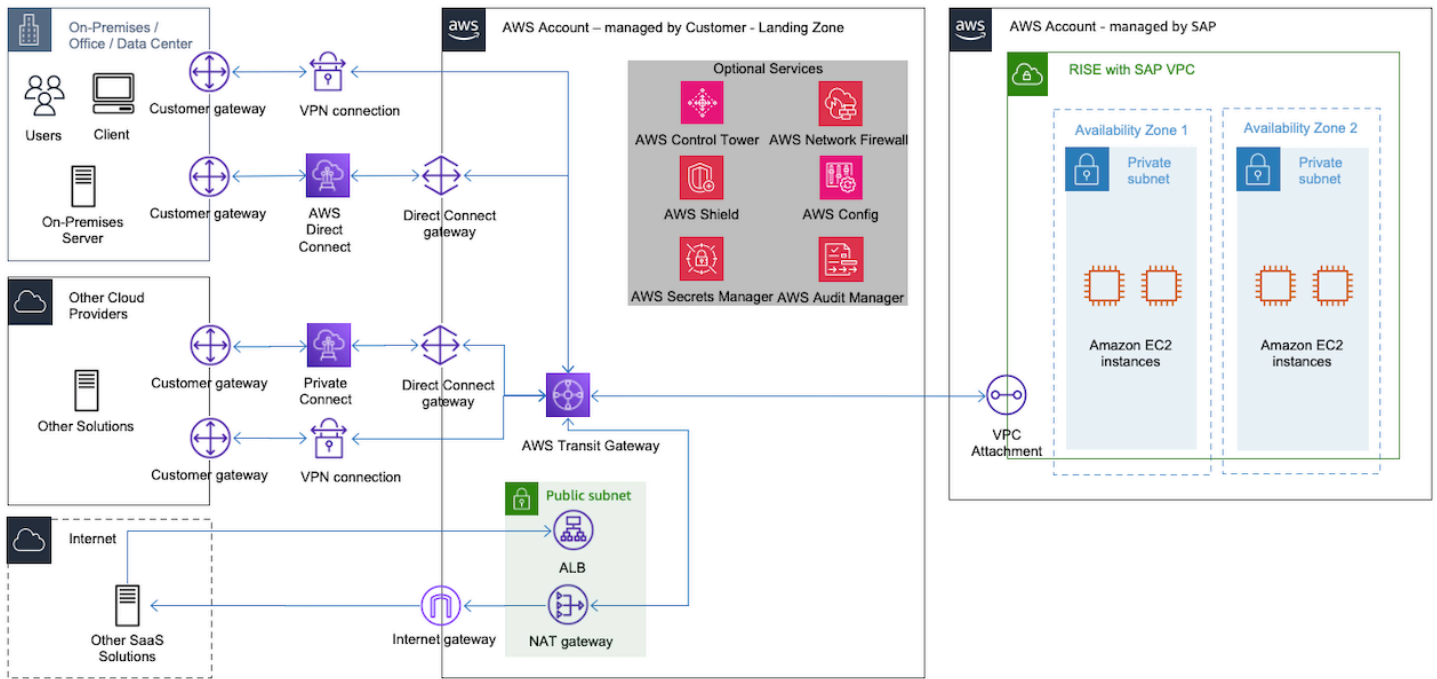 On-Premises /
Office / Data Center
Users
Client
On-Premises
Server
Customer gateway
VPN connection
Customer gateway
AWS
Direct
Connect
Direct Connect
gateway
Other Cloud
Providers
Other Solutions
Customer gateway
Private
Connect
Direct Connect
gateway
Customer gateway
VPN connection
Internet
Other SaaS
Solutions
Internet gateway
aws
AWS Account – managed by Customer - Landing Zone
Optional Services
AWS Control Tower
AWS Network Firewall
AWS Shield
AWS Config
AWS Secrets Manager
AWS Audit Manager
AWS Transit Gateway
Public subnet
ALB
NAT gateway
aws
AWS Account - managed by SAP
RISE with SAP VPC
Availability Zone 1
Private
subnet
Amazon EC2
instances
Availability Zone 2
Private
subnet
Amazon EC2
instances
VPC
Attachment